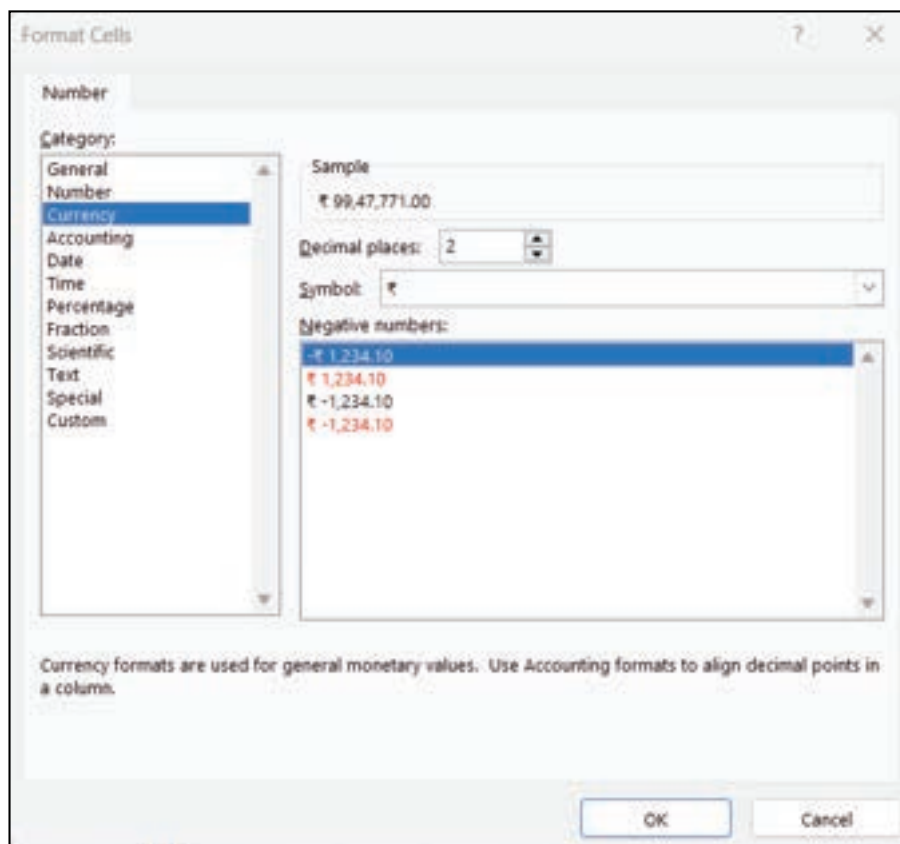 Format Cells
Number
Category:
General
Number
Currency
Accounting
Date
Time
Percentage
Fraction
Scientific
Text
Special
Custom
Sample
₹ 99,47,771.00
Decimal places: 2
Symbol: ₹
Negative numbers:
-₹ 1,234.10
₹ 1,234.10
₹ -1,234.10
₹ -1,234.10
Currency formats are used for general monetary values. Use Accounting formats to align decimal points in
a column.
OK Cancel